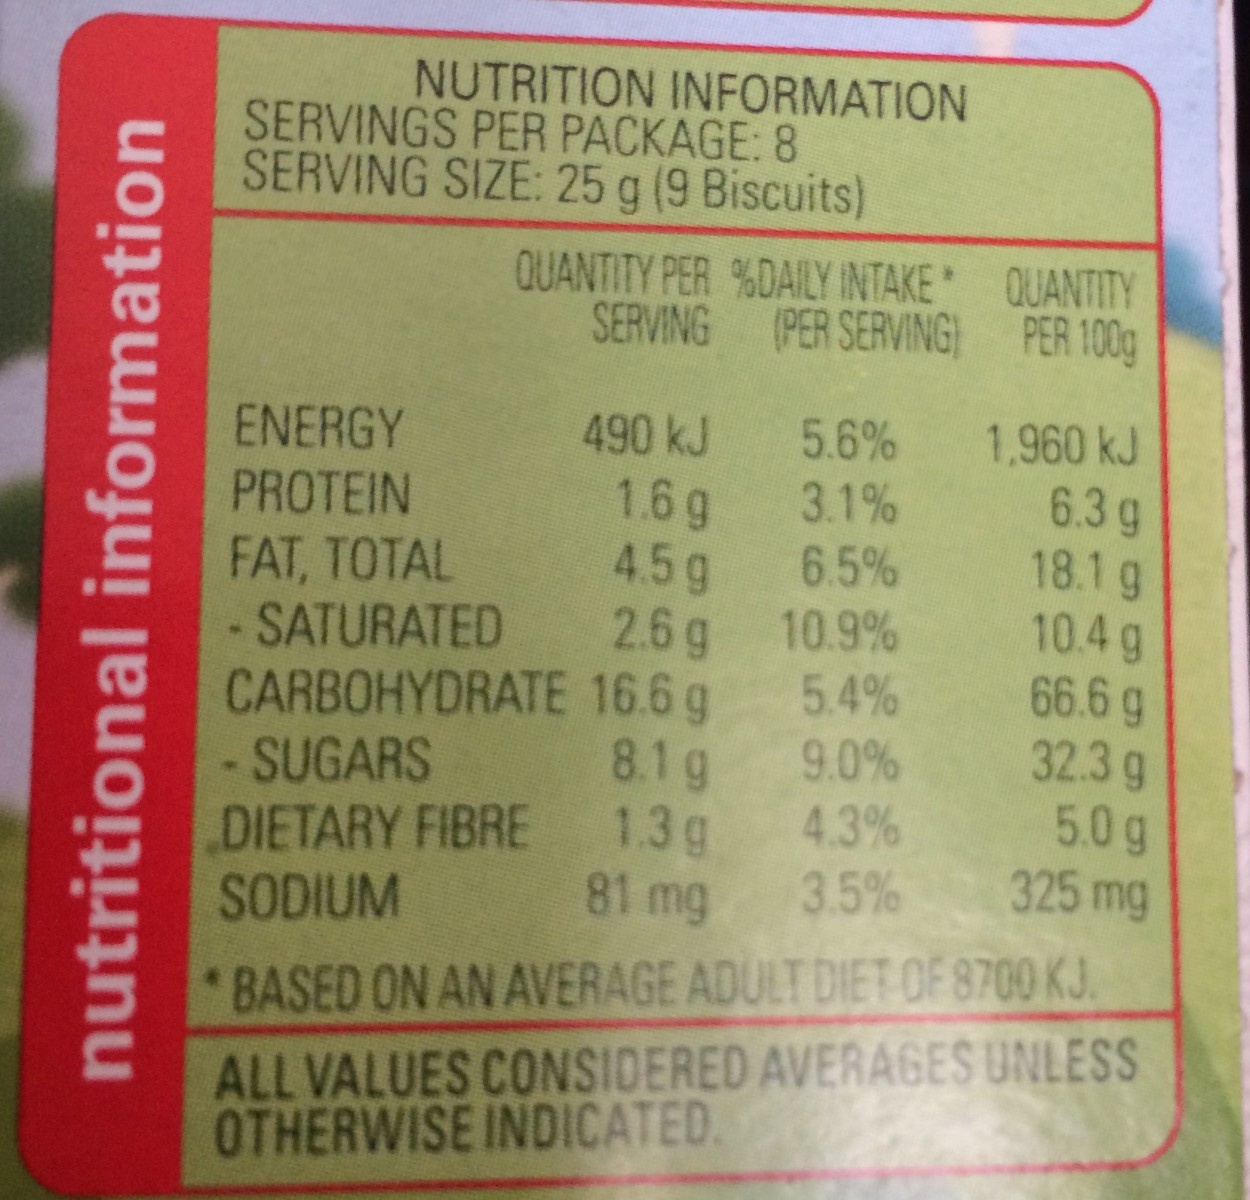 nutritional information
NUTRITION INFORMATION
SERVINGS PER PACKAGE: 8
SERVING SIZE: 25 g (9 Biscuits)
QUANTITY PER %DAILY INTAKE* QUANTITY
SERVING (PER SERVING) PER 100g
ENERGY 490 kJ 5.6% 1,960 kJ
PROTEIN 1.6 g 3.1% 6.3 g
FAT, TOTAL 4.5 g 6.5% 18.1 g
- SATURATED 2.6 g 10.9% 10.4 g
CARBOHYDRATE 16.6 g 5.4% 66.6 g
- SUGARS 8.1 g 9.0% 32.3 g
DIETARY FIBRE 1.3 g 4.3% 5.0 g
SODIUM 81 mg 3.5% 325 mg
* BASED ON AN AVERAGE ADULT DIET OF 8700 KJ.
ALL VALUES CONSIDERED AVERAGES UNLESS
OTHERWISE INDICATED.